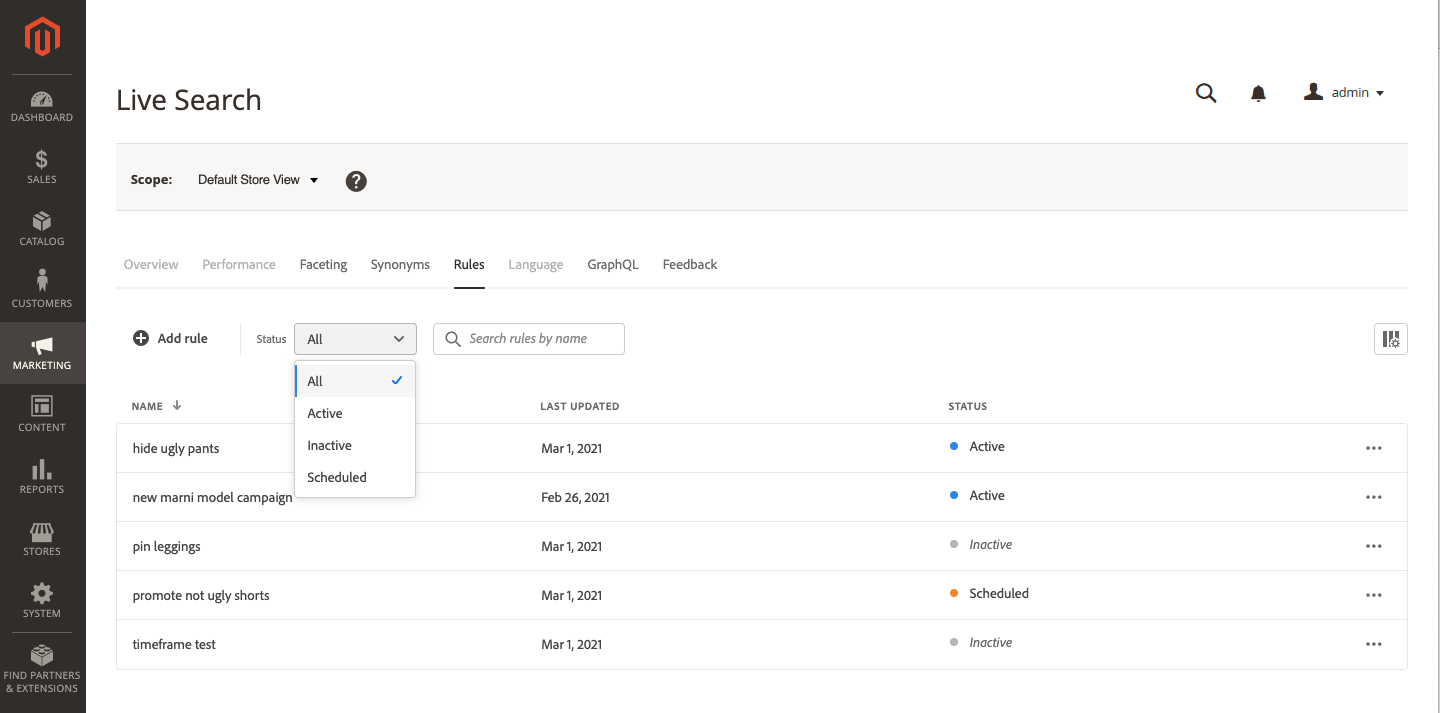 Live Search
admin
Scope: Default Store View ?
DASHBOARD
SALES
CATALOG
CUSTOMERS
MARKETING
CONTENT
REPORTS
STORES
SYSTEM
FIND PARTNERS
& EXTENSIONS
Overview Performance Faceting Synonyms Rules Language GraphQL Feedback
Add rule Status All Search rules by name
All
Active
Inactive
Scheduled
NAME LAST UPDATED STATUS
hide ugly pants Mar 1, 2021 Active
new marni model campaign Feb 26, 2021 Active
pin leggings Mar 1, 2021 Inactive
promote not ugly shorts Mar 1, 2021 Scheduled
timeframe test Mar 1, 2021 Inactive